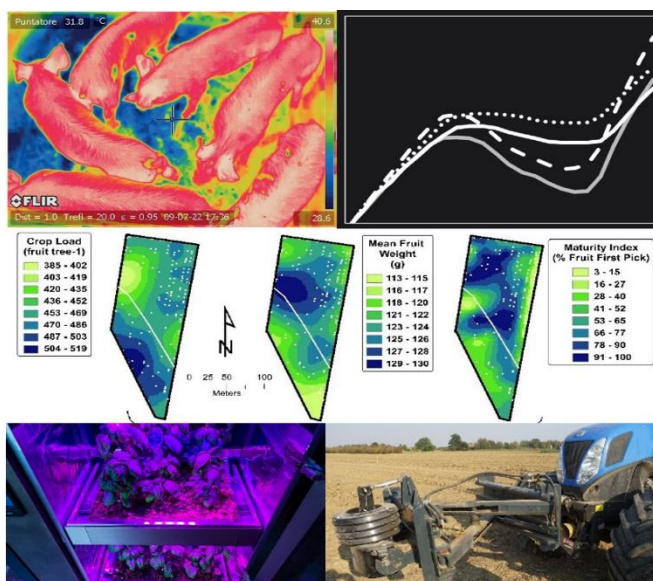 Puntatore 31.8 °C
40.6
FLIR
Dist = 1.0 Trefl = 20.0 ε = 0.95 09-07-22 17:36
28.6
Crop Load
(fruit tree-1)
385 - 402
403 - 419
420 - 435
436 - 452
453 - 469
470 - 486
487 - 503
504 - 519
N
0 25 50 100
Meters
Mean Fruit
Weight
(g)
113 - 115
116 - 117
118 - 120
121 - 122
123 - 124
125 - 126
127 - 128
129 - 130
Maturity Index
(% Fruit First Pick)
3 - 15
16 - 27
28 - 40
41 - 52
53 - 65
66 - 77
78 - 90
91 - 100